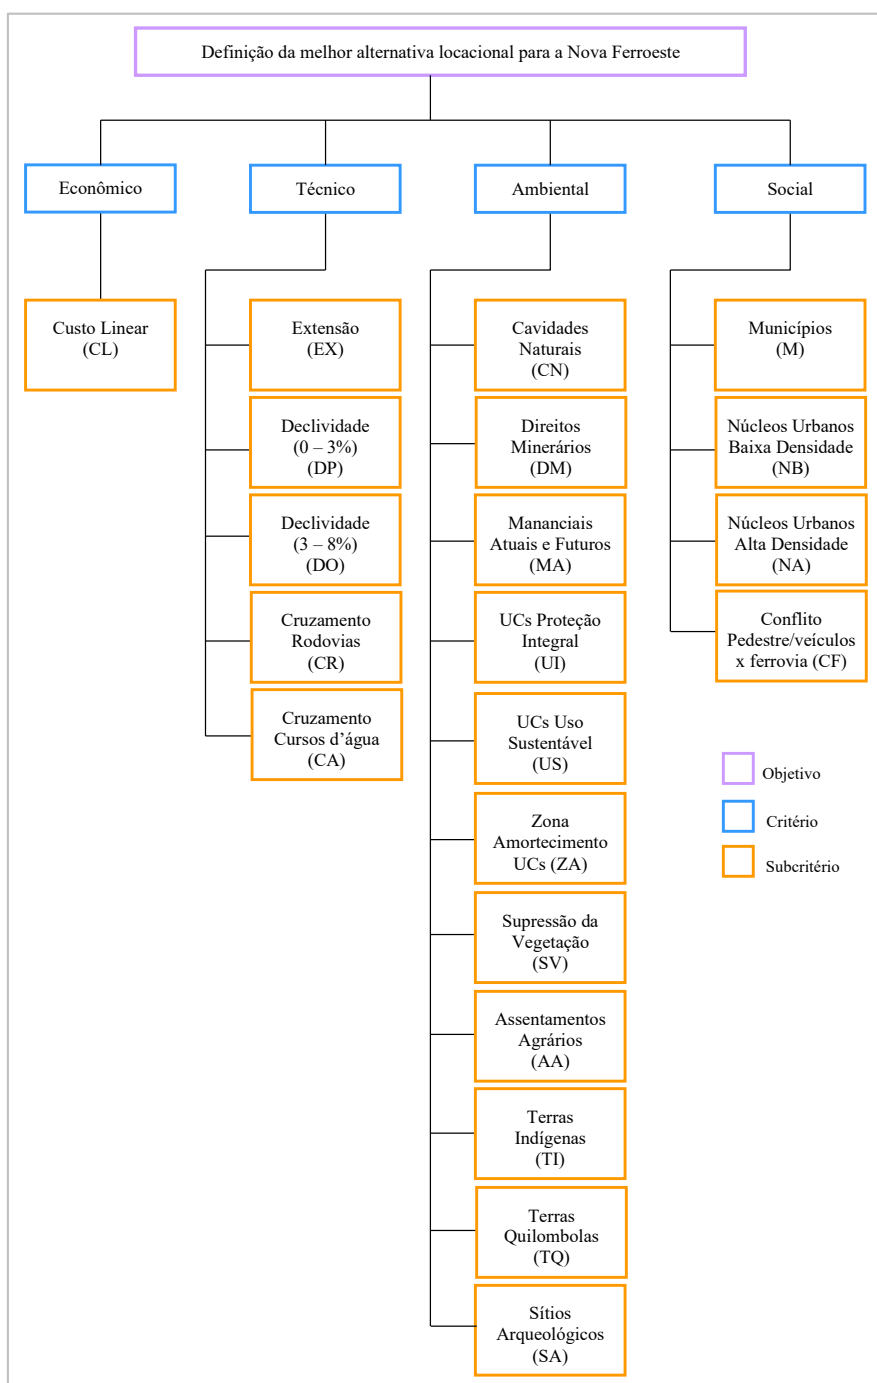 Definição da melhor alternativa locacional para a Nova Ferroeste
Econômico
Técnico
Ambiental
Social
Custo Linear
(CL)
Extensão
(EX)
Declividade
(0 – 3%)
(DP)
Declividade
(3 – 8%)
(DO)
Cruzamento
Rodovias
(CR)
Cruzamento
Cursos d’água
(CA)
Cavidades
Naturais
(CN)
Direitos
Minerários
(DM)
Mananciais
Atuais e Futuros
(MA)
UCs Proteção
Integral
(UI)
UCs Uso
Sustentável
(US)
Zona
Amortecimento
UCs (ZA)
Supressão da
Vegetação
(SV)
Assentamentos
Agrários
(AA)
Terras
Indígenas
(TI)
Terras
Quilombolas
(TQ)
Sítios
Arqueológicos
(SA)
Municípios
(M)
Núcleos Urbanos
Baixa Densidade
(NB)
Núcleos Urbanos
Alta Densidade
(NA)
Conflito
Pedestre/veículos
x ferrovia (CF)
Objetivo
Critério
Subcritério